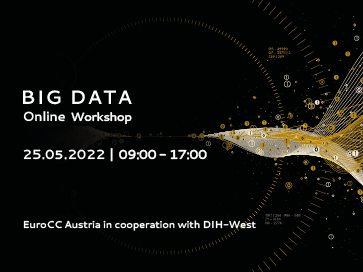 BIG DATA
Online Workshop
25.05.2022 | 09:00 – 17:00
EuroCC Austria in cooperation with DIH-West